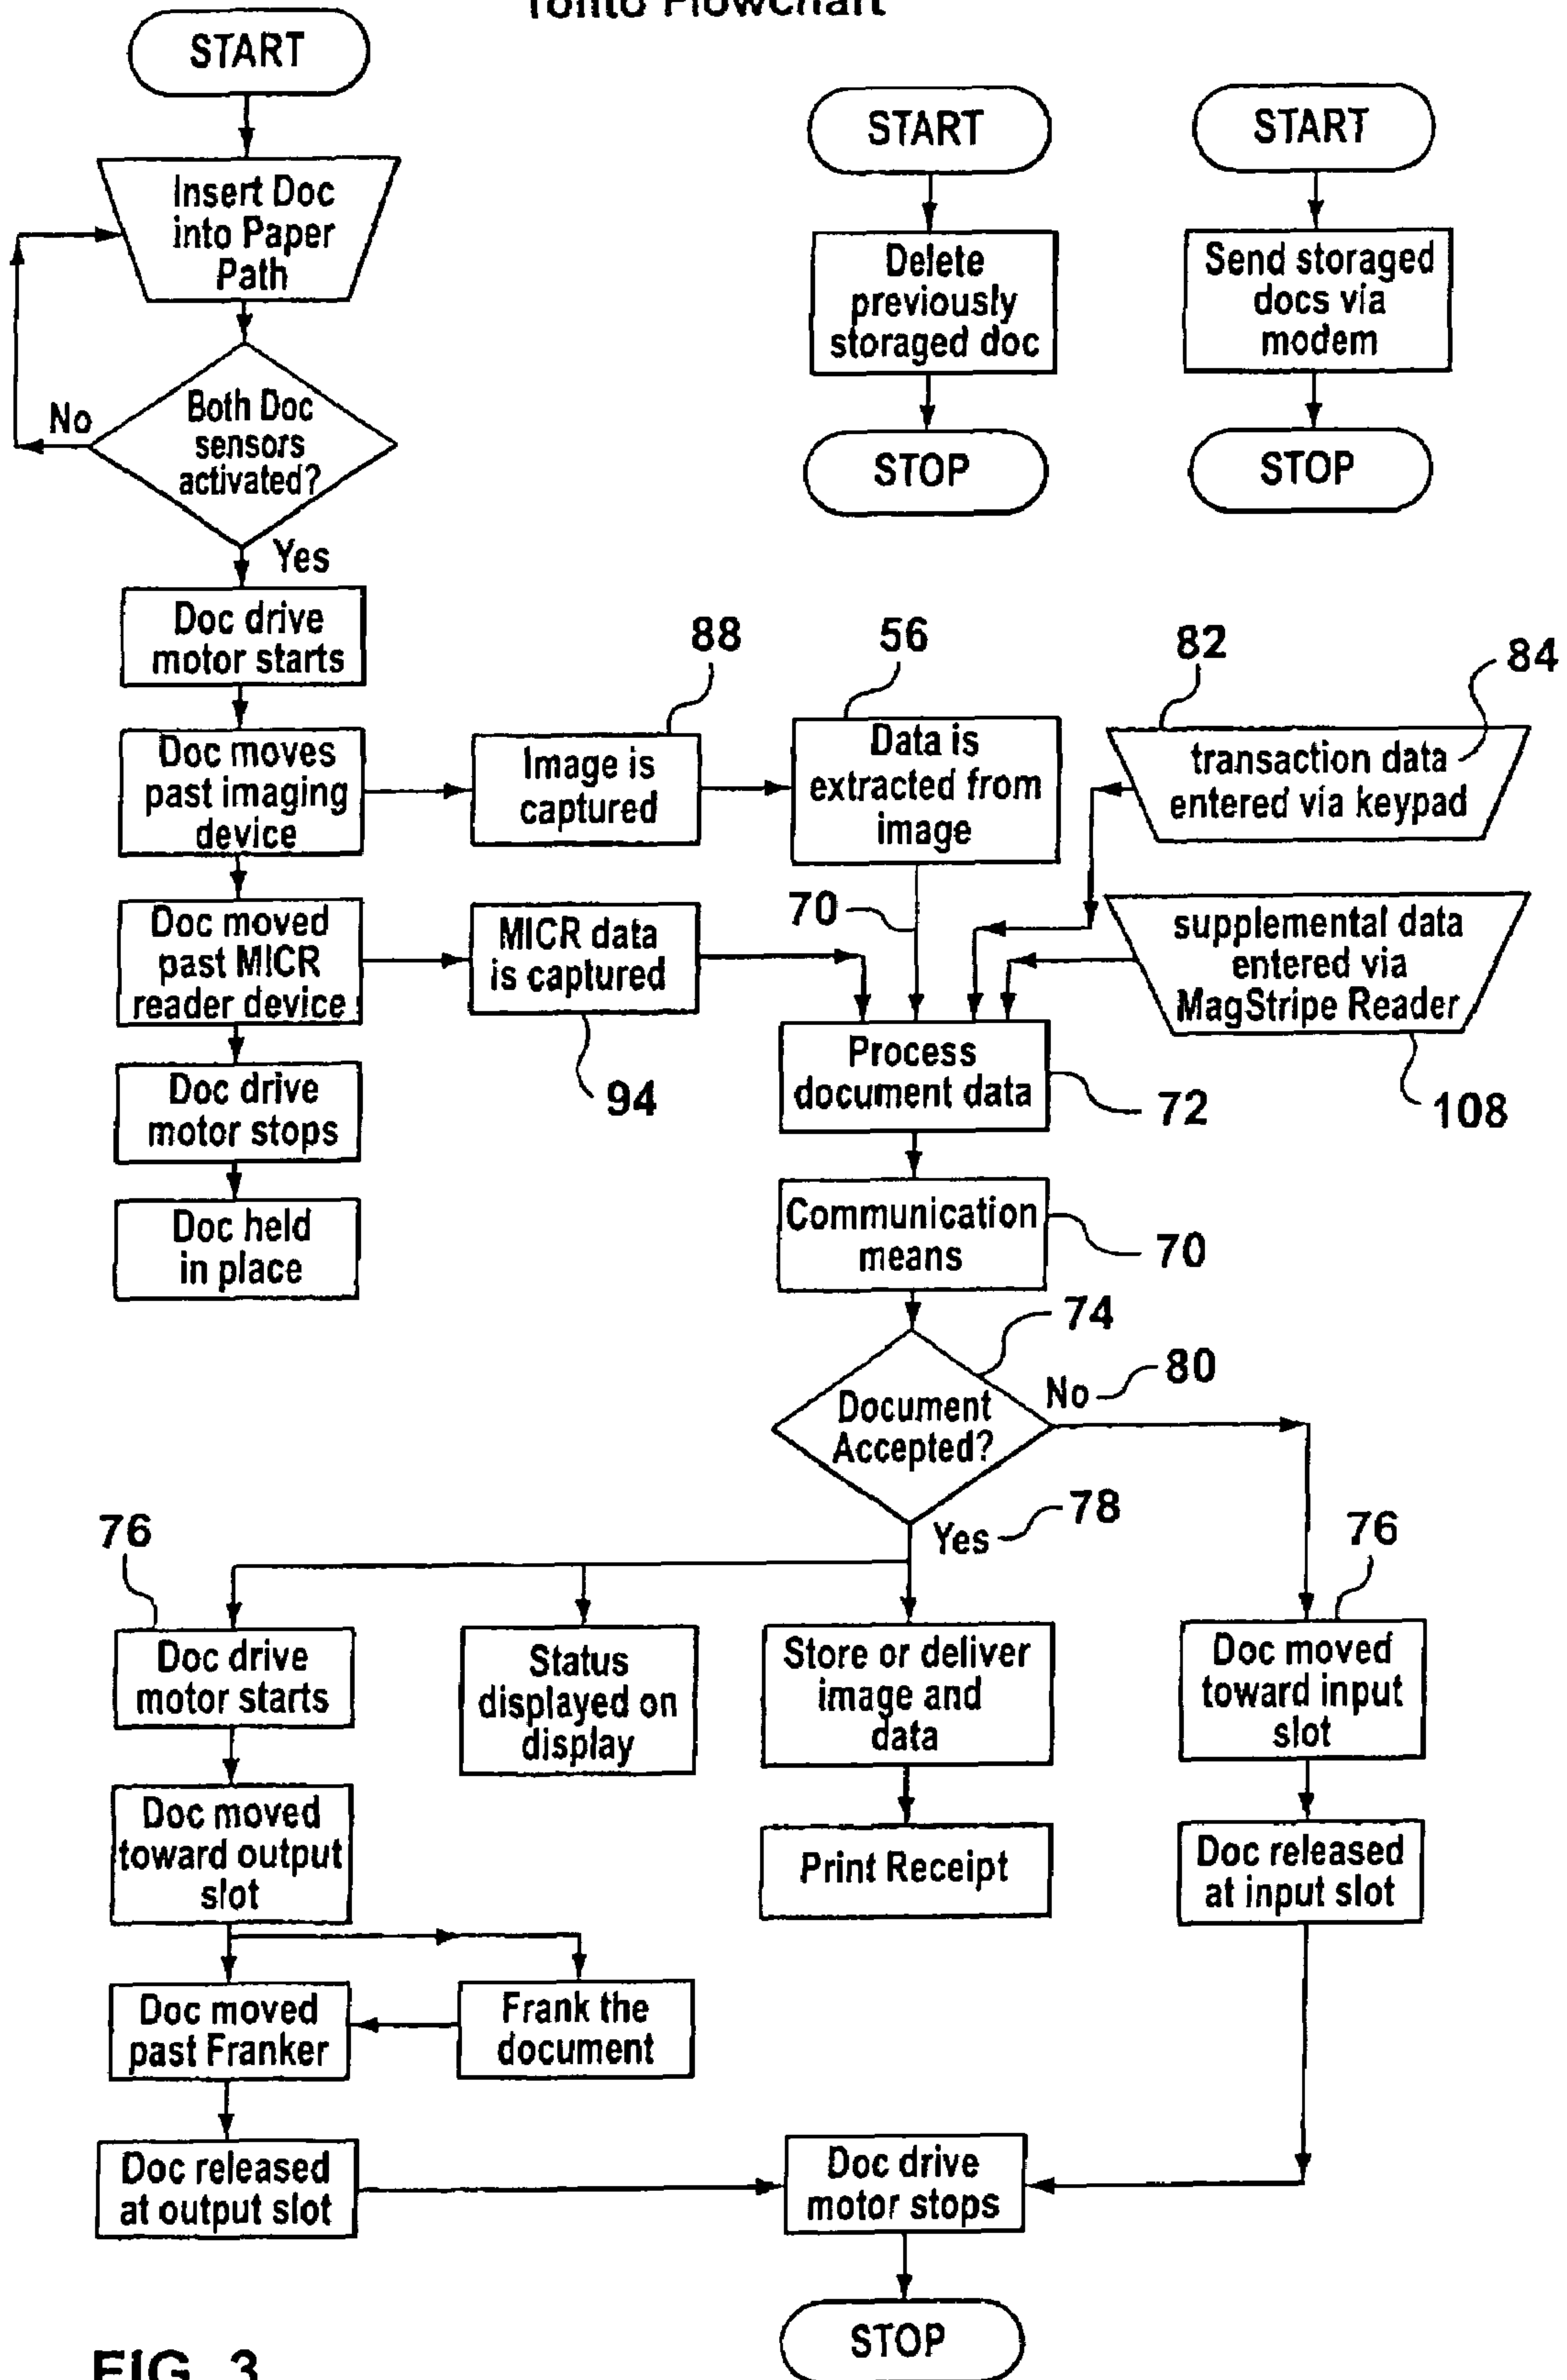 FlowChart
START
START
START
Insert Doc
into Paper
Path
Delete
previously
storaged doc
Send storaged
docs via
modem
Both Doc
sensors
activated?
No
STOP
STOP
Yes
Doc drive
motor starts
88
56
82
84
Doc moves
past imaging
device
Image is
captured
Data is
extracted from
image
transaction data
entered via keypad
70
Doc moved
past MICR
reader device
MICR data
is captured
supplemental data
entered via
MagStripe Reader
94
Process
document data
72
108
Doc drive
motor stops
Doc held
in place
Communication
means
70
74
Document
Accepted?
No
80
Yes
78
76
76
Doc drive
motor starts
Status
displayed on
display
Store or deliver
image and
data
Doc moved
toward input
slot
Doc moved
toward output
slot
Print Receipt
Doc released
at input slot
Doc moved
past Franker
Frank the
document
Doc released
at output slot
Doc drive
motor stops
STOP
FIG. 3